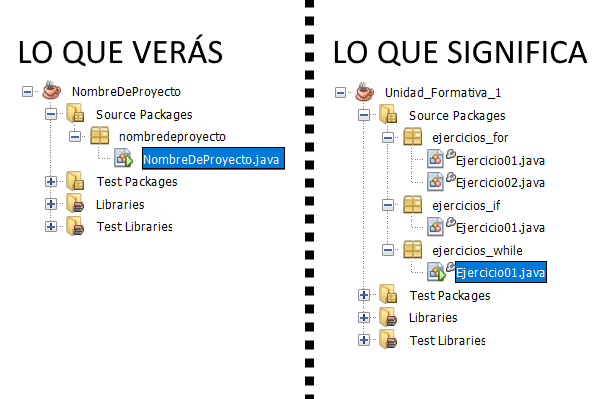 LO QUE VERÁS
NombreDeProyecto
Source Packages
nombredeproyecto
NombreDeProyecto.java
Test Packages
Libraries
Test Libraries
LO QUE SIGNIFICA
Unidad_Formativa_1
Source Packages
ejercicios_for
Ejercicio01.java
Ejercicio02.java
ejercicios_if
Ejercicio01.java
ejercicios_while
Ejercicio01.java
Test Packages
Libraries
Test Libraries